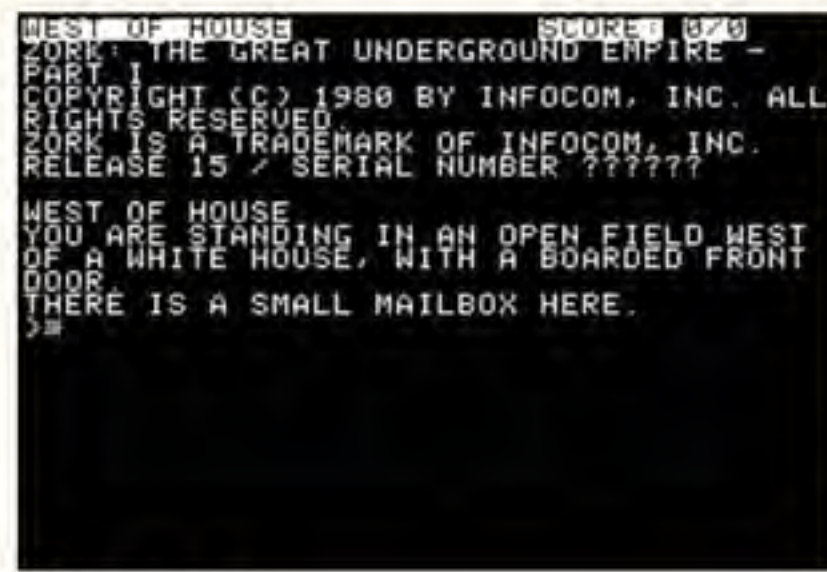 WEST OF HOUSE SCORE: 0/0
ZORK: THE GREAT UNDERGROUND EMPIRE -
PART I
COPYRIGHT (C) 1980 BY INFOCOM, INC. ALL
RIGHTS RESERVED.
ZORK IS A TRADEMARK OF INFOCOM, INC.
RELEASE 15 / SERIAL NUMBER ??????
WEST OF HOUSE
YOU ARE STANDING IN AN OPEN FIELD WEST
OF A WHITE HOUSE, WITH A BOARDED FRONT
DOOR.
THERE IS A SMALL MAILBOX HERE.
>